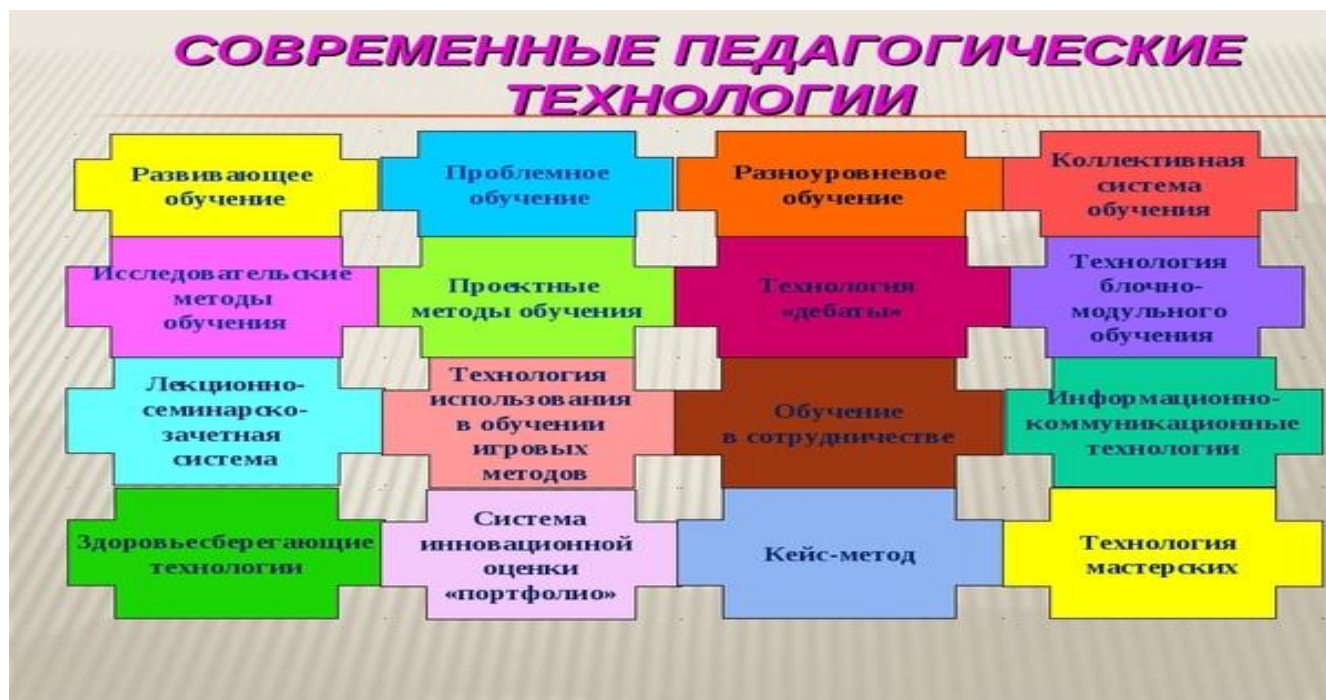 СОВРЕМЕННЫЕ ПЕДАГОГИЧЕСКИЕ
ТЕХНОЛОГИИ
Развивающее
обучение
Проблемное
обучение
Разноуровневое
обучение
Коллективная
система
обучения
Исследовательские
методы
обучения
Проектные
методы обучения
Технология
«дебаты»
Технология
блочно-
модульного
обучения
Лекционно-
семинарско-
зачетная
система
Технология
использования
в обучении
игровых
методов
Обучение
в сотрудничестве
Информационно-
коммуникационные
технологии
Здоровьесберегающие
технологии
Система
инновационной
оценки
«портфолио»
Кейс-метод
Технология
мастерских